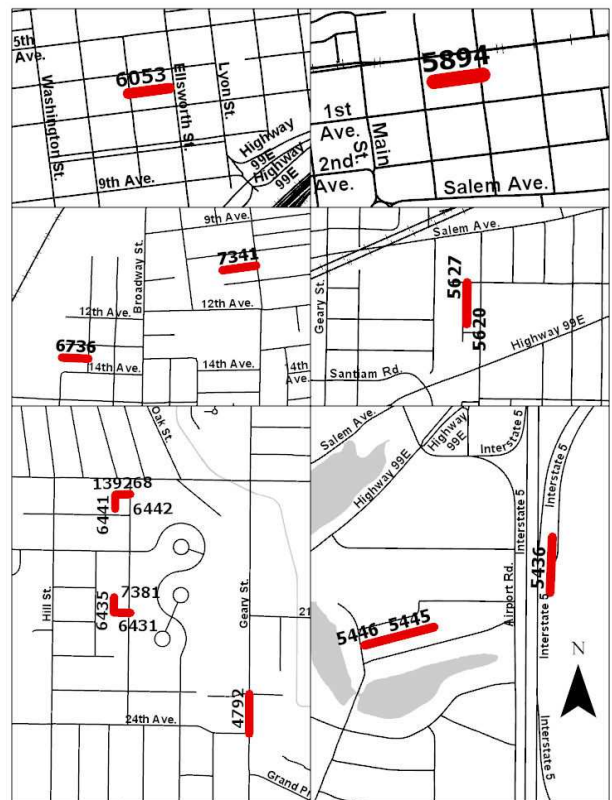 5th
Ave.
6053
Washington St.
Ellsworth St.
Lyon St.
Highway
99E
Highway
99E
9th Ave.
5894
1st
Ave.
Main
St.
2nd
Ave.
Salem Ave.
9th Ave.
7341
Broadway St.
12th Ave.
12th Ave.
6736
14th Ave.
14th Ave.
14th
Ave.
Salem Ave.
Geary St.
5627
5620
Highway 99E
Santiam Rd.
Oak St.
139268
6441
6442
7381
6435
6431
Hill St.
Geary St.
21
4792
24th Ave.
Grand Pr
Salem Ave.
Highway 99E
Highway
99E
Interstate 5
Interstate 5
Interstate 5
5436
Airport Rd.
5446 5445
Interstate 5
N
Interstate 5